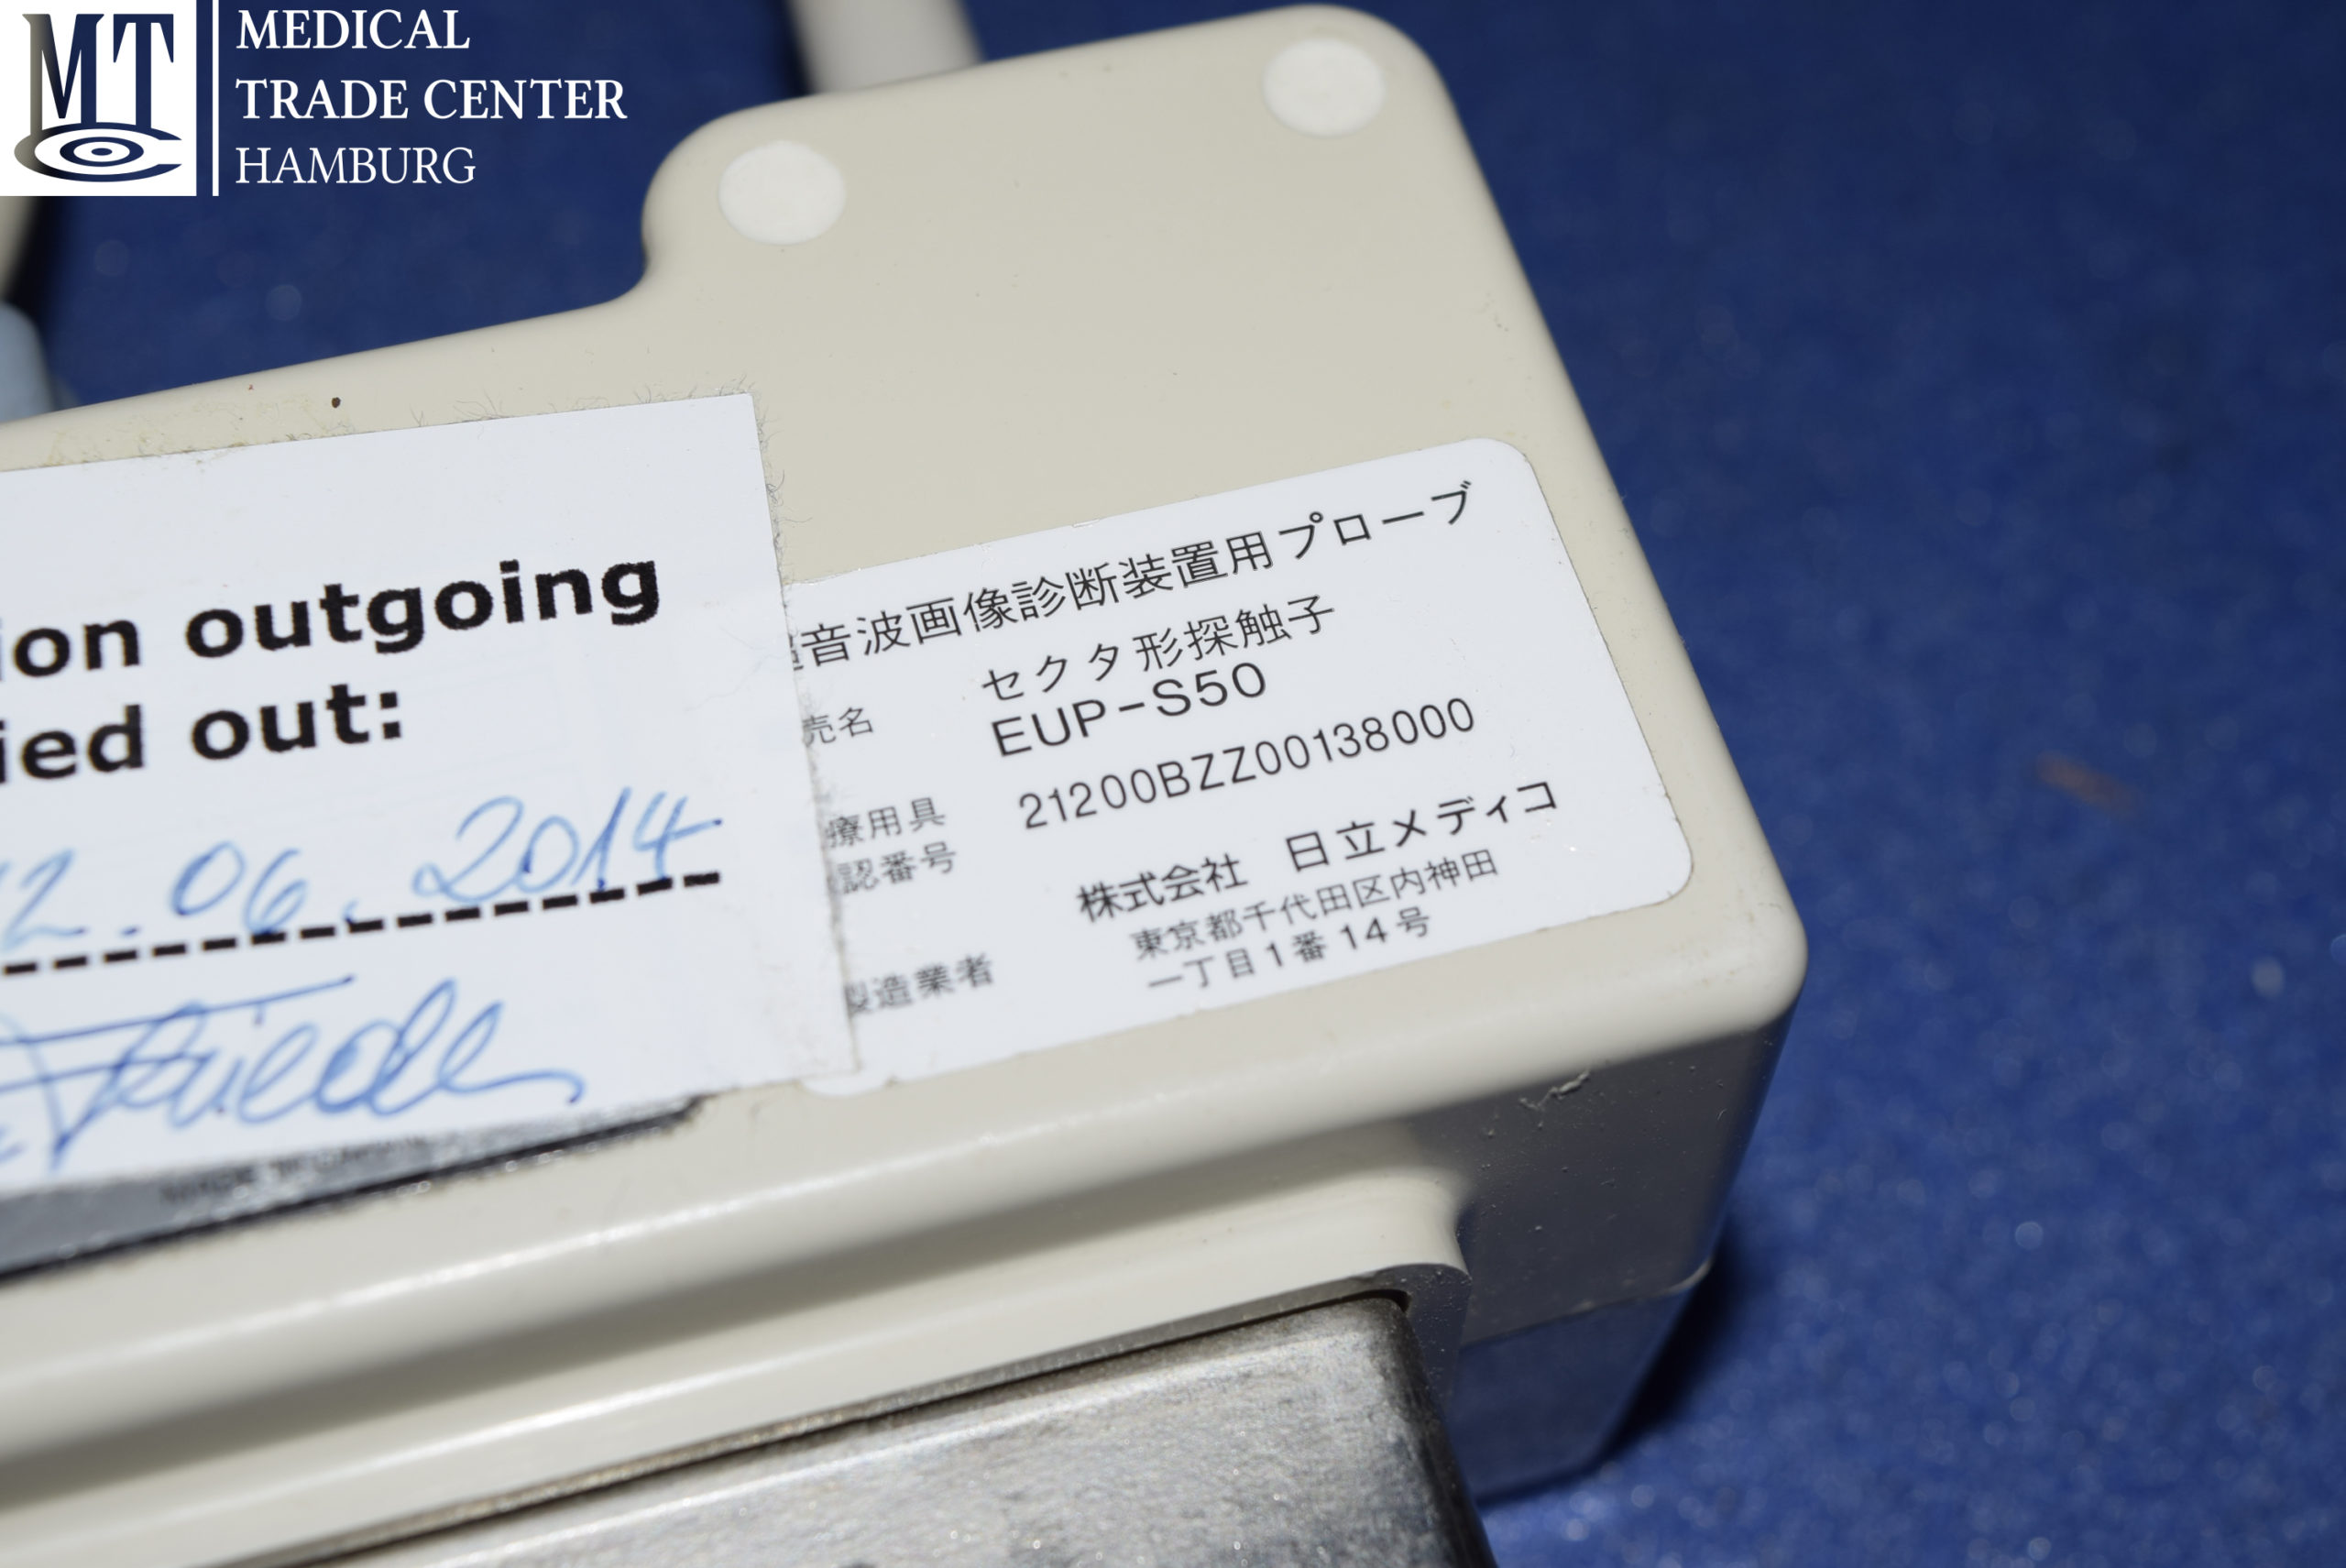 MTC
MEDICAL
TRADE CENTER
HAMBURG
ion outgoing
ied out:
12.06.2014
超音波画像診断装置用プローブ
売名
セクタ形探触子
EUP-S50
療用具
認番号
21200BZZ00138000
製造業者
株式会社 日立メディコ
東京都千代田区内神田
一丁目1番14号